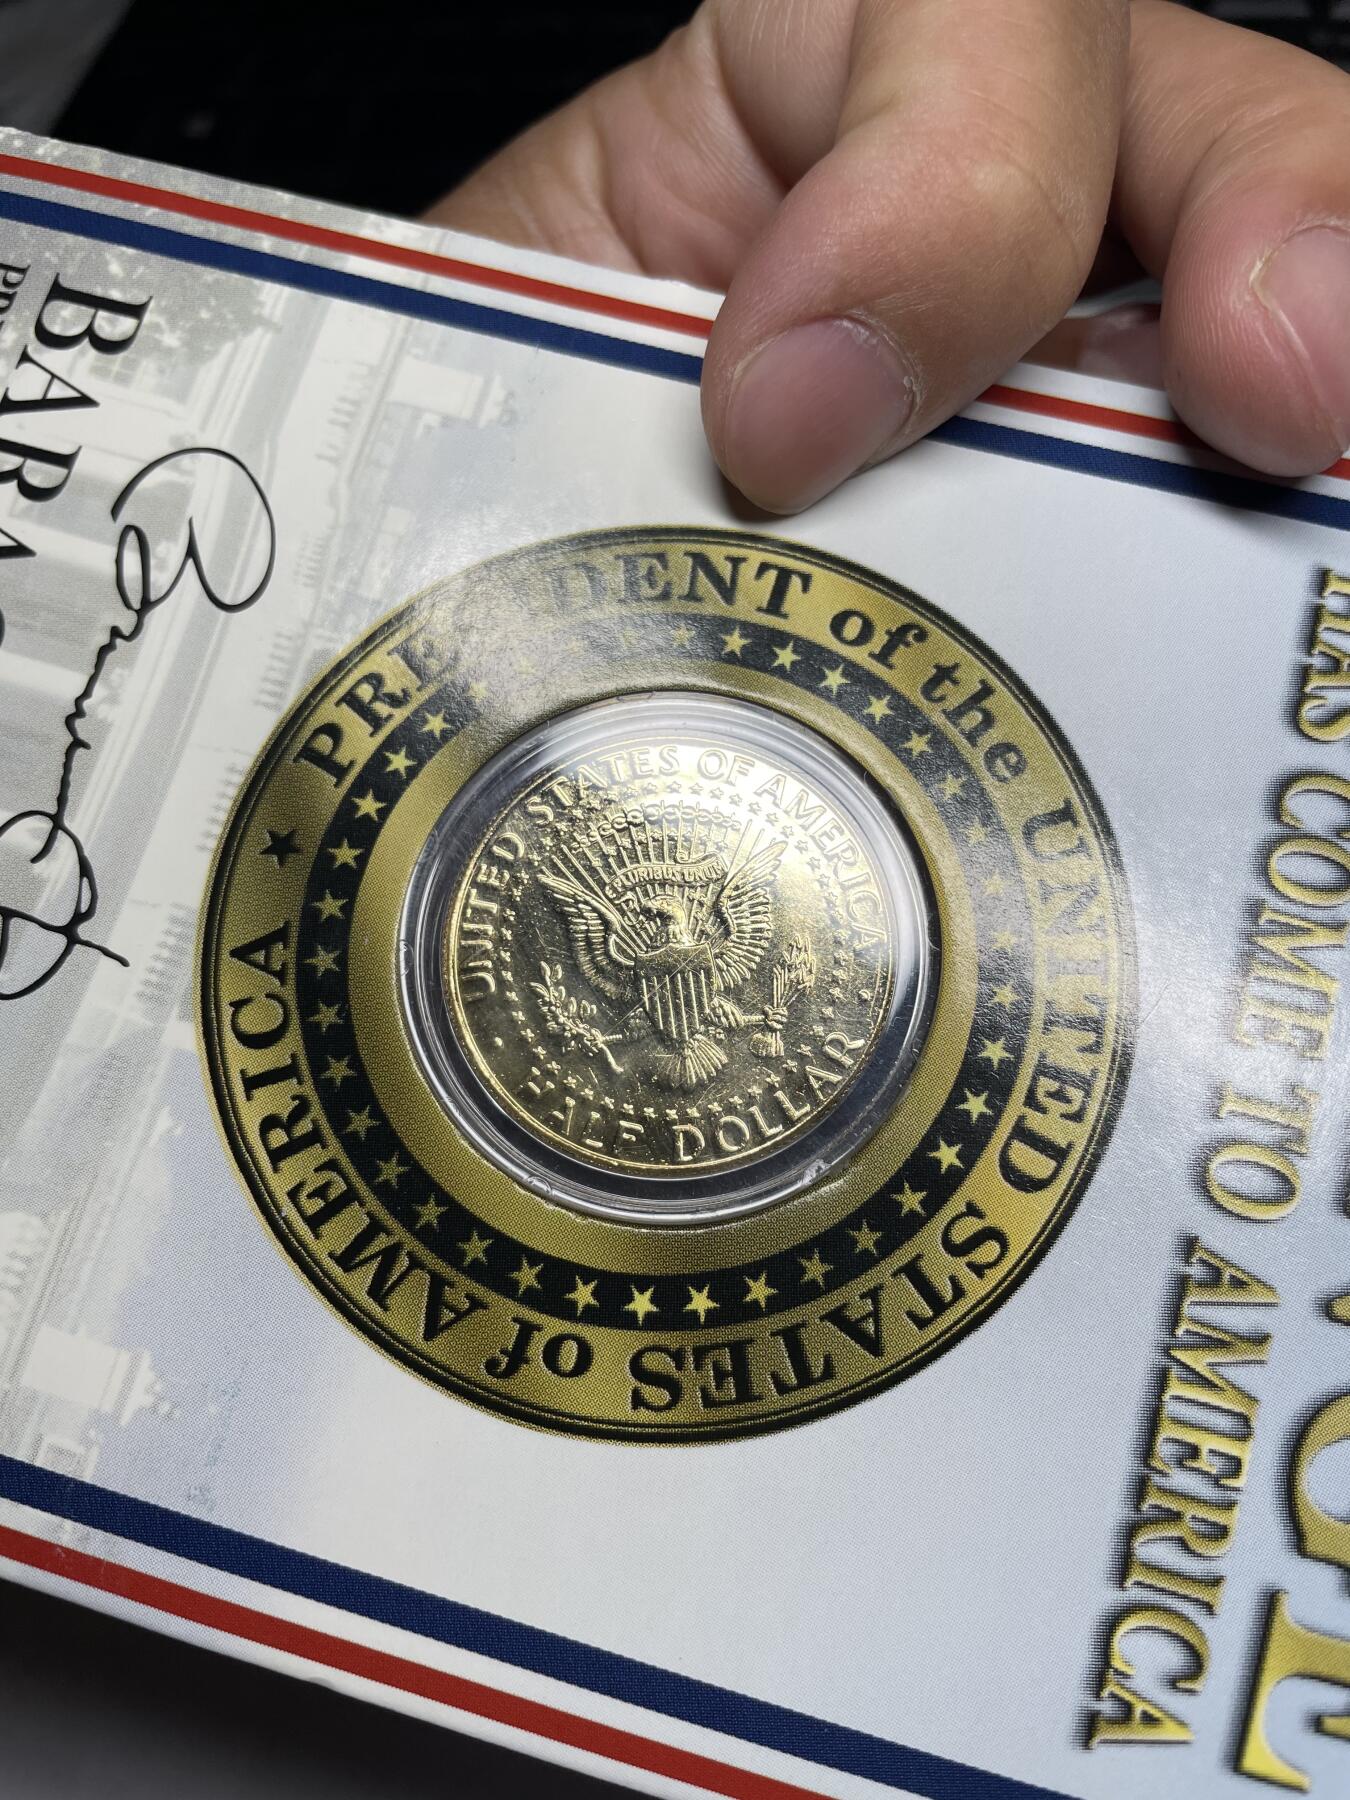 BARAC
PRESIDENT of the UNITED STATES of AMERICA
UNITED STATES OF AMERICA
E PLURIBUS UNUM
HALF DOLLAR
HAS COME TO AMERICA